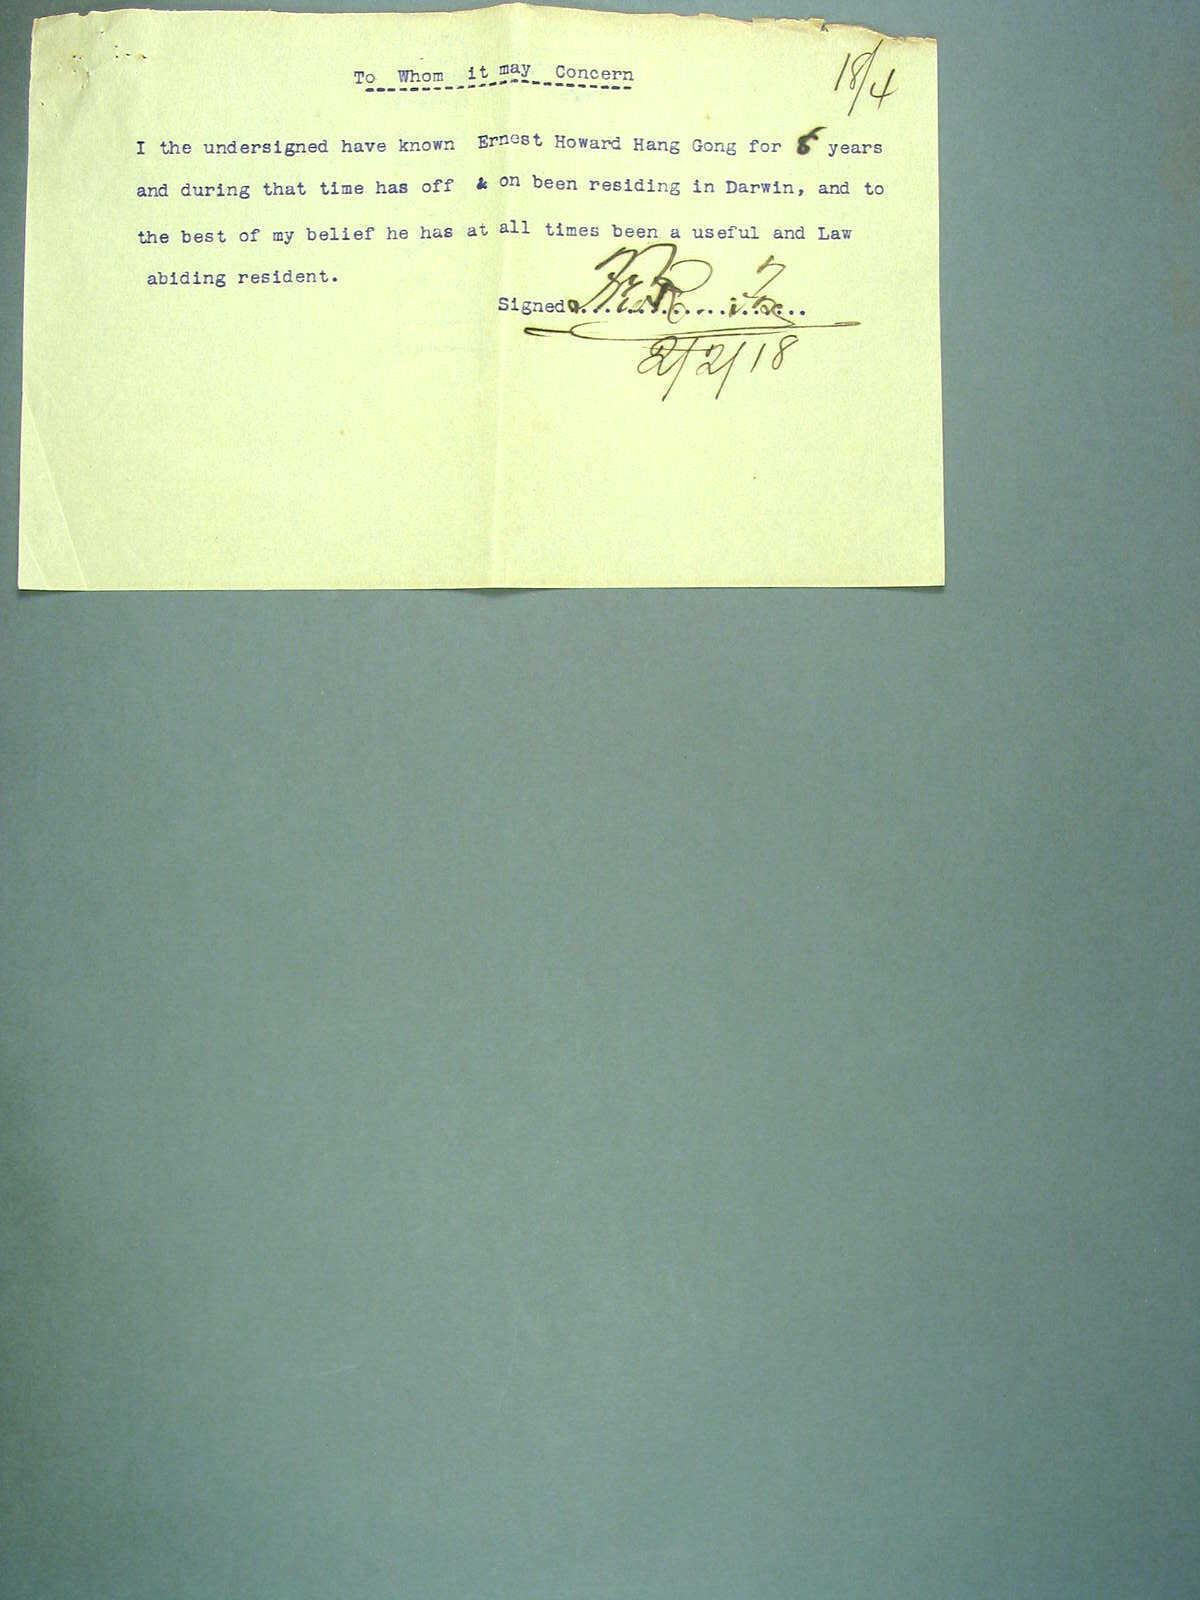 18/4
To Whom it may Concern
I the undersigned have known Ernest Howard Hang Gong for years
and during that time has off & on been residing in Darwin, and to
the best of my belief he has at all times been a useful and Law
abiding resident.
Signed
2/2/18